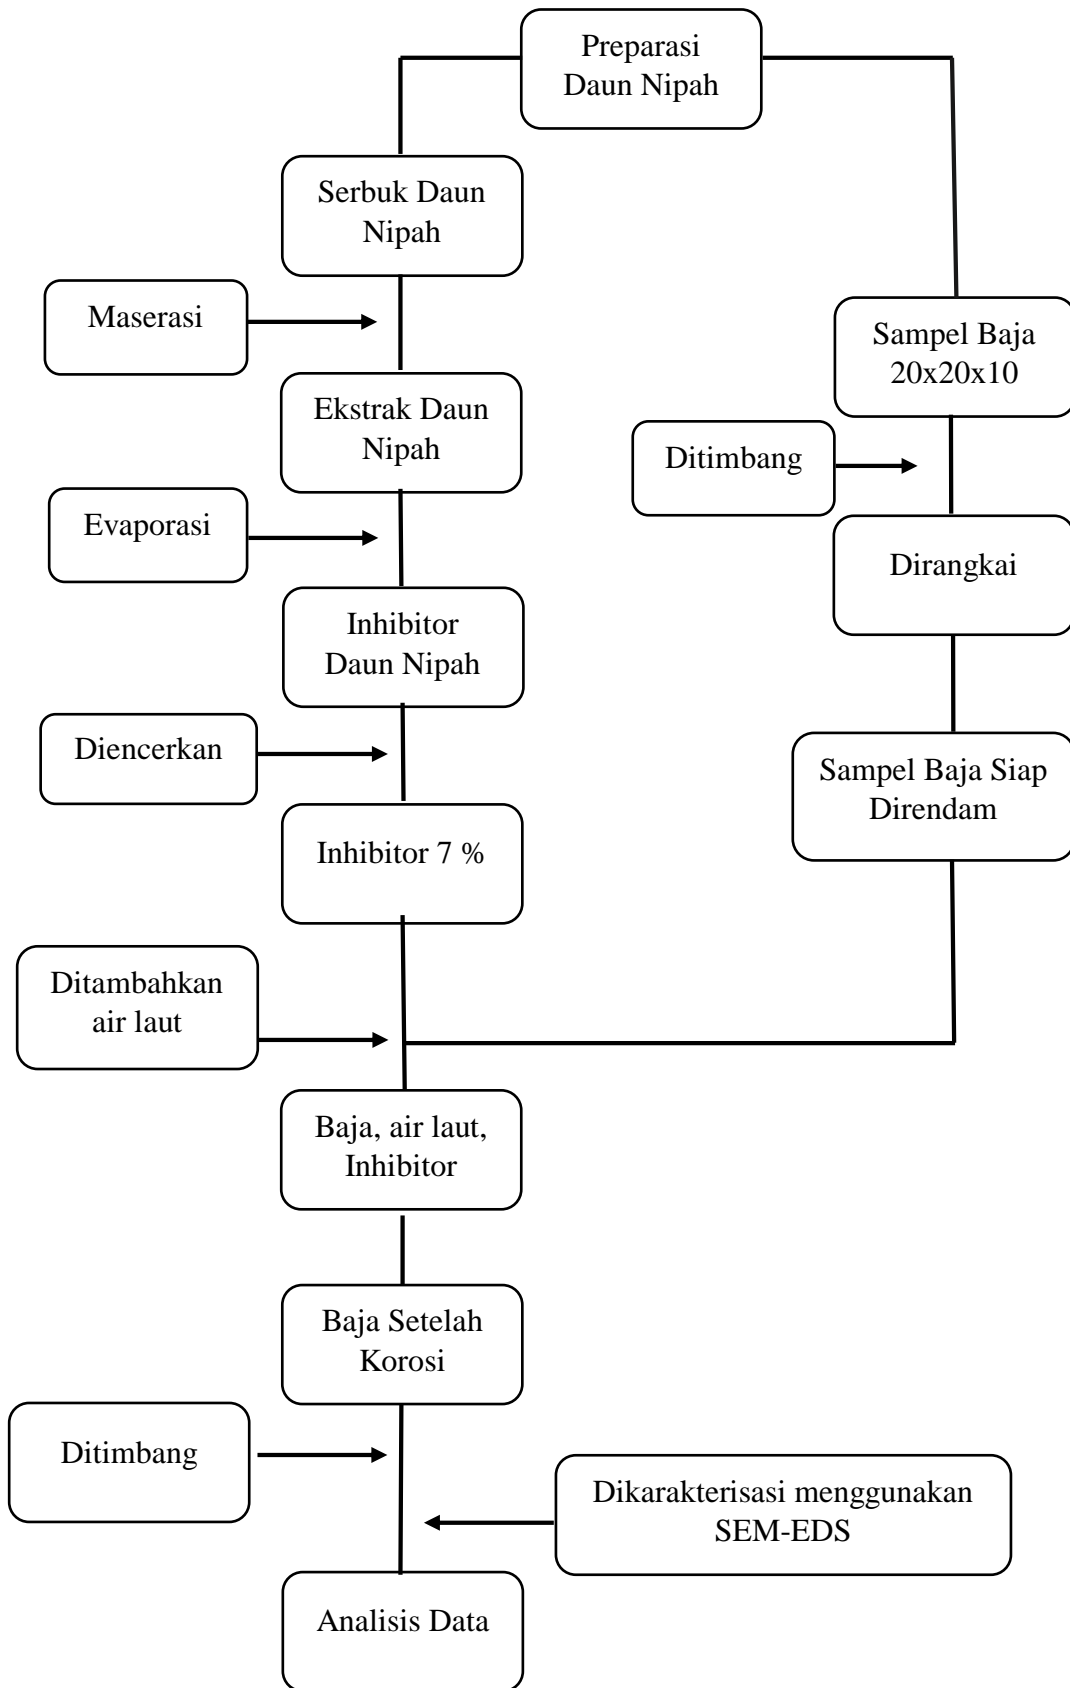 Preparasi
Daun Nipah
Serbuk Daun
Nipah
Maserasi
Sampel Baja
20x20x10
Ekstrak Daun
Nipah
Ditimbang
Evaporasi
Dirangkai
Inhibitor
Daun Nipah
Diencerkan
Sampel Baja Siap
Direndam
Inhibitor 7 %
Ditambahkan
air laut
Baja, air laut,
Inhibitor
Baja Setelah
Korosi
Ditimbang
Dikarakterisasi menggunakan
SEM-EDS
Analisis Data